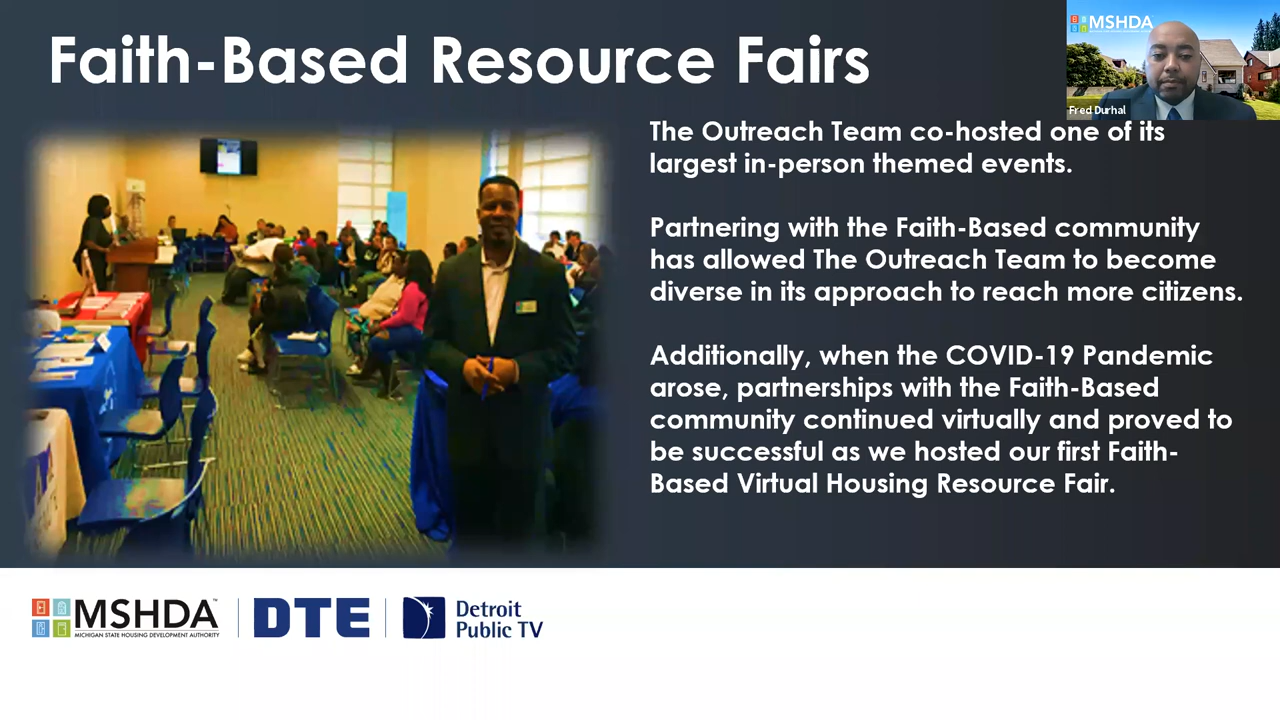 Faith-Based Resource Fairs
MSHDA
Fred Durhal
The Outreach Team co-hosted one of its
largest in-person themed events.
Partnering with the Faith-Based community
has allowed The Outreach Team to become
diverse in its approach to reach more citizens.
Additionally, when the COVID-19 Pandemic
arose, partnerships with the Faith-Based
community continued virtually and proved to
be successful as we hosted our first Faith-
Based Virtual Housing Resource Fair.
MSHDA™
MICHIGAN STATE HOUSING DEVELOPMENT AUTHORITY
DTE
Detroit
Public TV